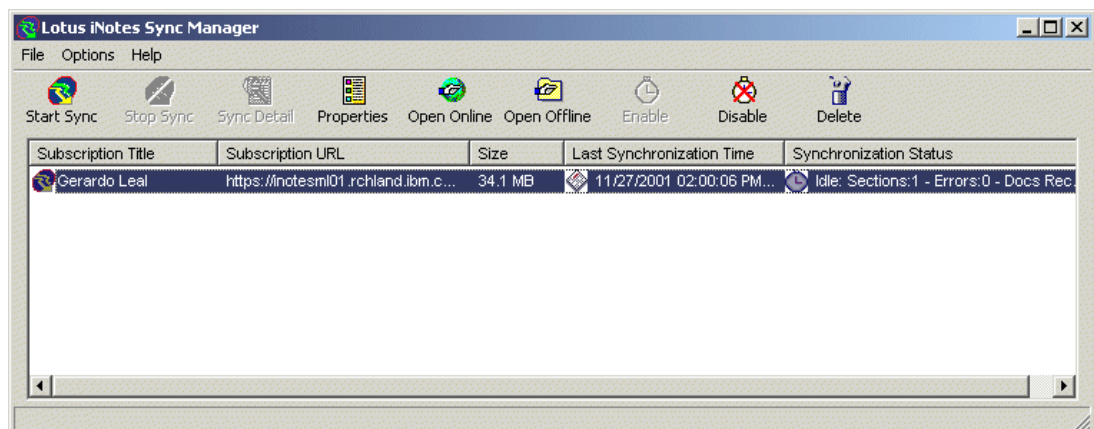 Lotus iNotes Sync Manager
File Options Help
Start Sync Stop Sync Sync Detail Properties Open Online Open Offline Enable Disable Delete
Subscription Title Subscription URL Size Last Synchronization Time Synchronization Status
Gerardo Leal https://inotesml01.rchland.ibm.c... 34.1 MB 11/27/2001 02:00:06 PM... Idle: Sections:1 - Errors:0 - Docs Rec.